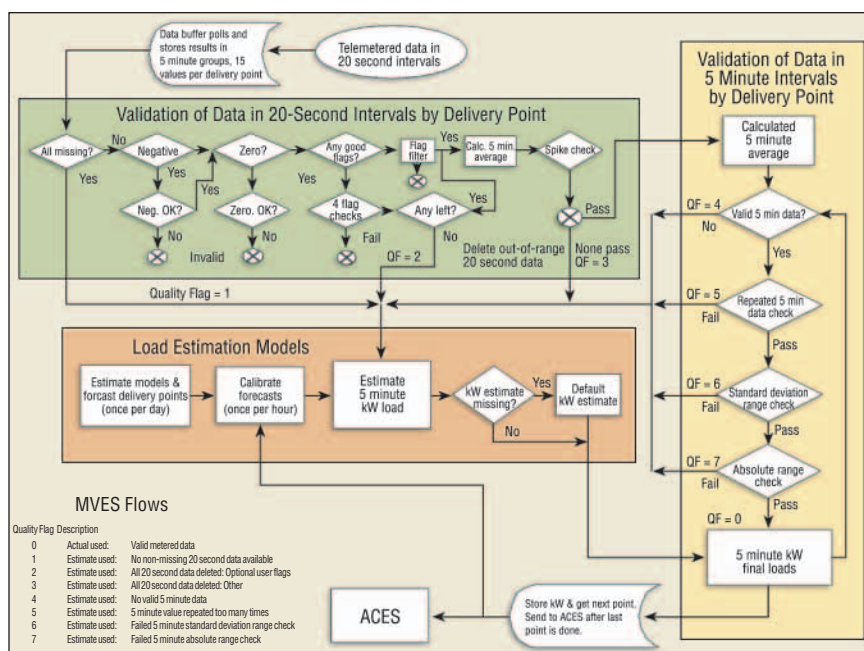 Data buffer polls and
stores results in
5 minute groups, 15
values per delivery point
Telemetered data in
20 second intervals
Validation of Data in 20-Second Intervals by Delivery Point
All missing?
No
Yes
Negative
Yes
Yes
Neg. OK?
No
Invalid
Zero?
Zero. OK?
No
Any good
flags?
Yes
4 flag
checks
Fail
Flag
filter
Yes
Calc. 5 min.
average
Spike check
Any left?
Yes
No
QF = 2
Pass
Delete out-of-range
20 second data
None pass
QF = 3
Quality Flag = 1
Validation of Data in
5 Minute Intervals
by Delivery Point
Calculated
5 minute
average
QF = 4
No
Valid 5 min data?
Yes
QF = 5
Fail
Repeated 5 min
data check
Pass
QF = 6
Fail
Standard deviation
range check
Pass
QF = 7
Fail
Absolute range
check
Pass
QF = 0
5 minute kW
final loads
Load Estimation Models
Estimate models &
forcast delivery points
(once per day)
Calibrate
forecasts
(once per hour)
Estimate
5 minute
kW load
kW estimate
missing?
Yes
No
Default
kW estimate
MVES Flows
Quality Flag Description
0 Actual used: Valid metered data
1 Estimate used: No non-missing 20 second data available
2 Estimate used: All 20 second data deleted: Optional user flags
3 Estimate used: All 20 second data deleted: Other
4 Estimate used: No valid 5 minute data
5 Estimate used: 5 minute value repeated too many times
6 Estimate used: Failed 5 minute standard deviation range check
7 Estimate used: Failed 5 minute absolute range check
ACES
Store kW & get next point.
Send to ACES after last
point is done.